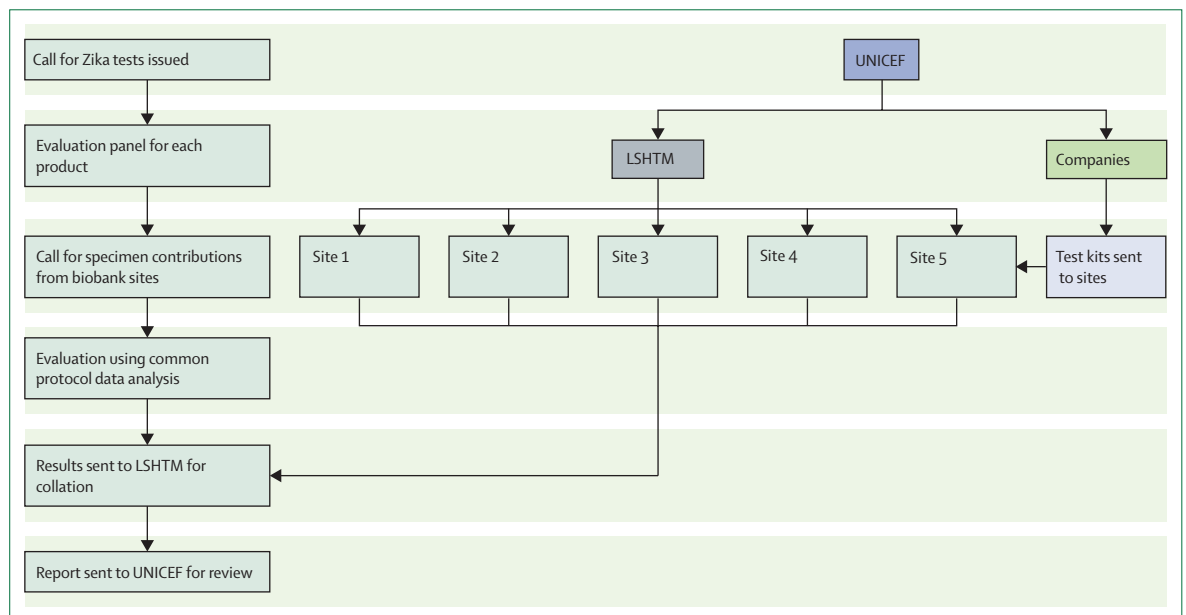 Call for Zika tests issued
UNICEF
Evaluation panel for each
product
LSHTM
Companies
Call for specimen contributions
from biobank sites
Site 1
Site 2
Site 3
Site 4
Site 5
Test kits sent
to sites
Evaluation using common
protocol data analysis
Results sent to LSHTM for
collation
Report sent to UNICEF for review